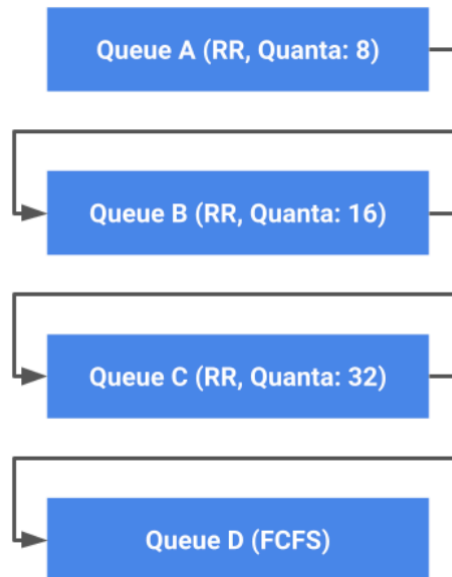 Queue A (RR, Quanta: 8)
Queue B (RR, Quanta: 16)
Queue C (RR, Quanta: 32)
Queue D (FCFS)